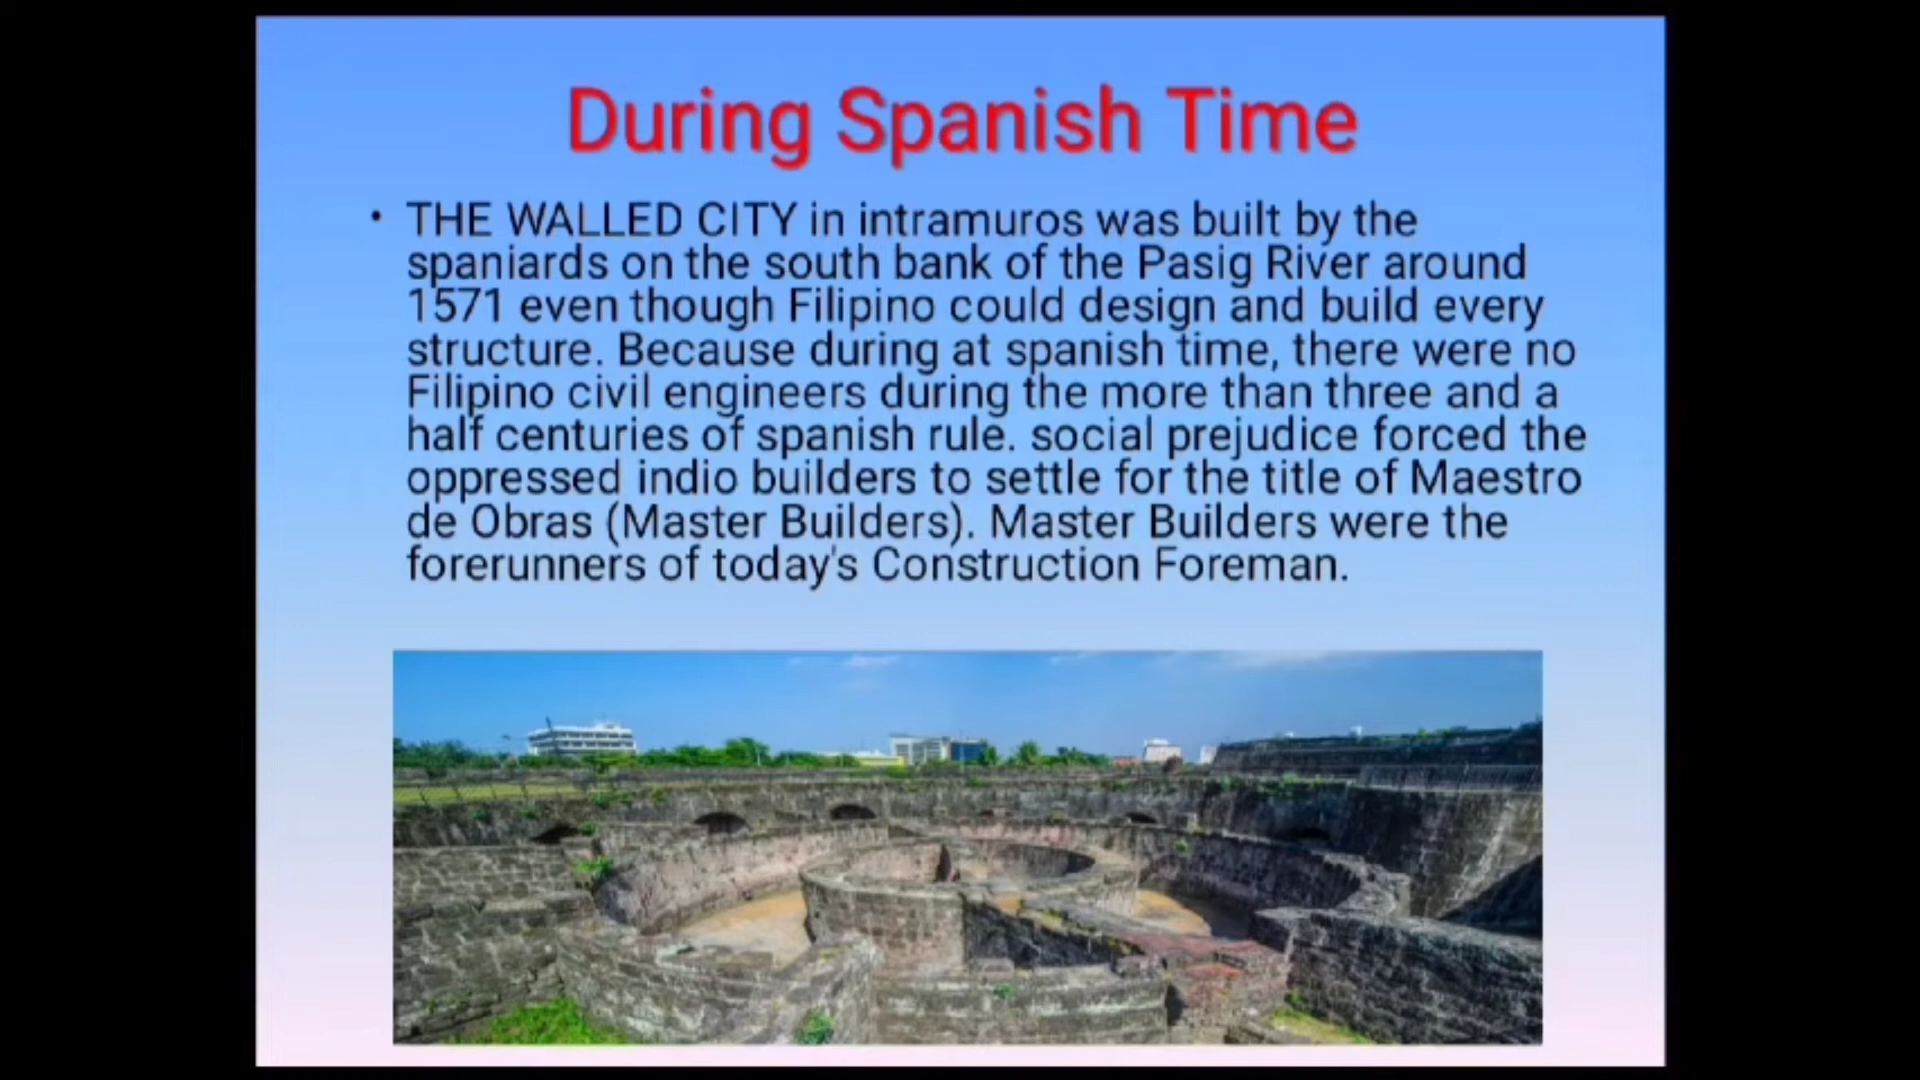 During Spanish Time
• THE WALLED CITY in intramuros was built by the
spaniards on the south bank of the Pasig River around
1571 even though Filipino could design and build every
structure. Because during at spanish time, there were no
Filipino civil engineers during the more than three and a
half centuries of spanish rule. social prejudice forced the
oppressed indio builders to settle for the title of Maestro
de Obras (Master Builders). Master Builders were the
forerunners of today's Construction Foreman.